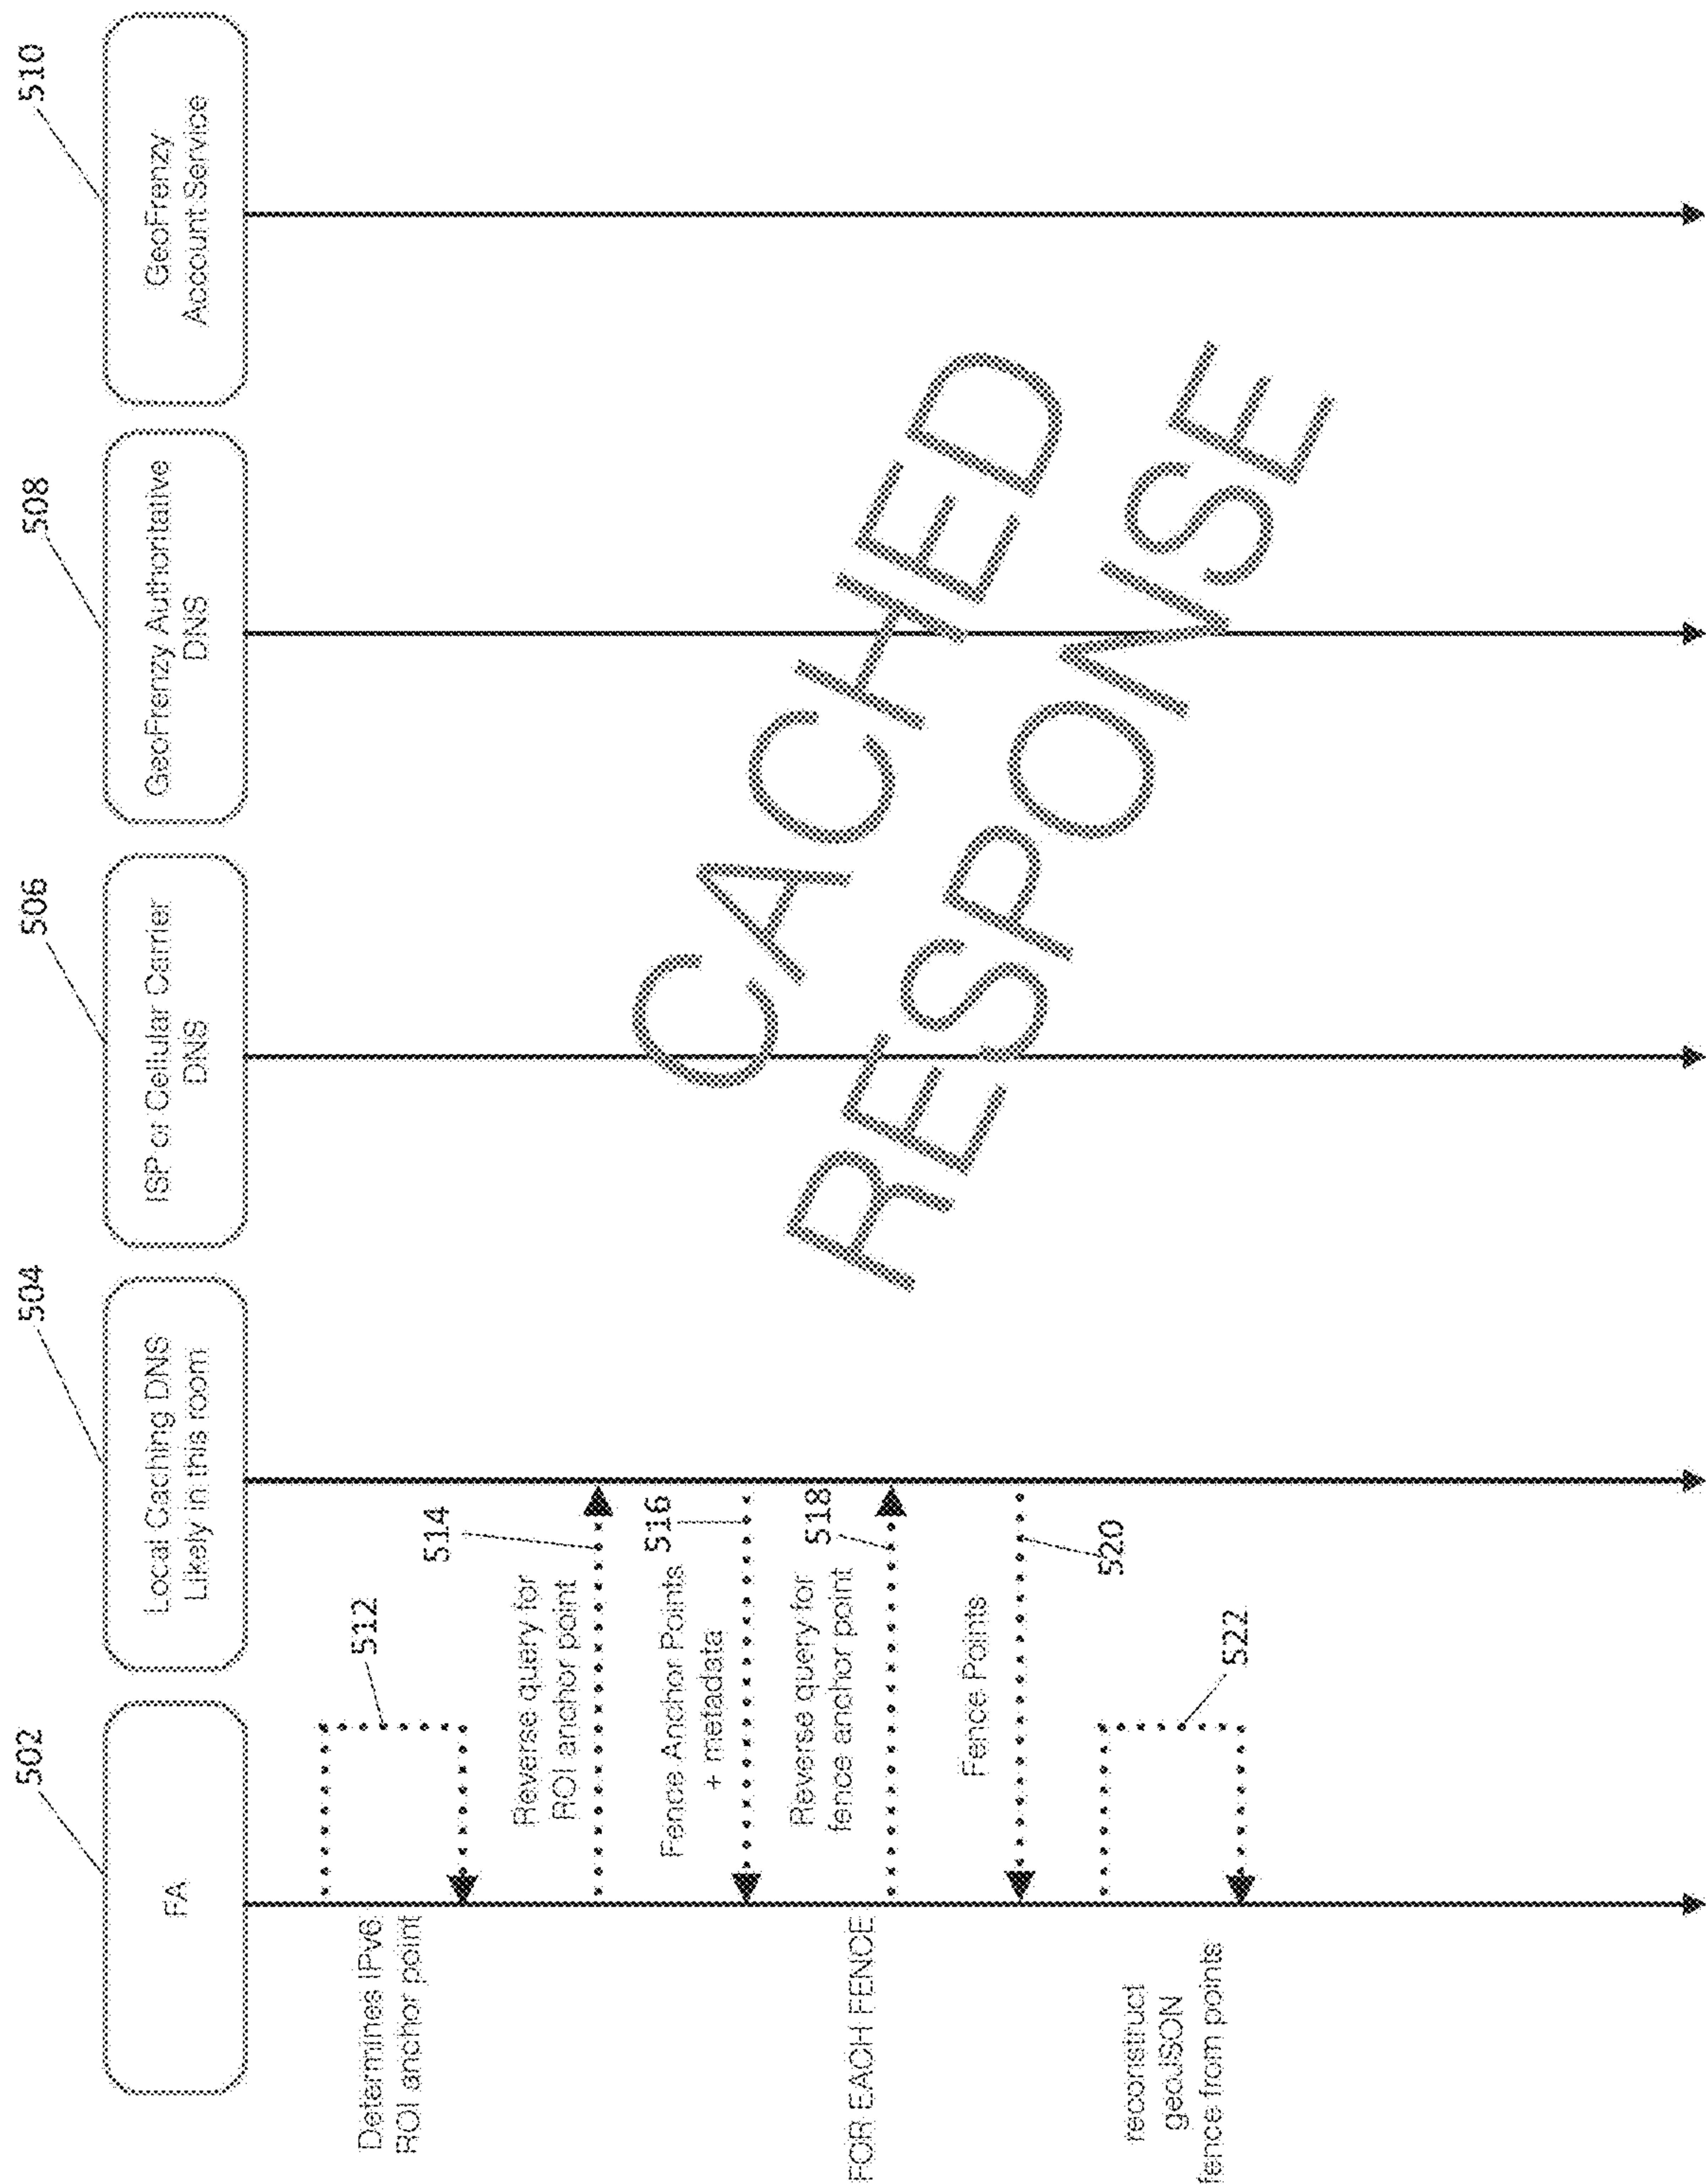 502
504
506
508
510
FA
Local Caching DNS
Likely in this room
ISP or Cellular Carrier
DNS
GeoFrenzy Authoritative
DNS
GeoFrenzy
Account Service
Determines IPv6
ROI anchor point
512
Reverse query for
ROI anchor point
514
Fence Anchor Points
+ metadata
516
FOR EACH FENCE
Reverse query for
fence anchor point
518
Fence Points
520
reconstruct
geoJSON
fence from points
522
CACHED
RESPONSE